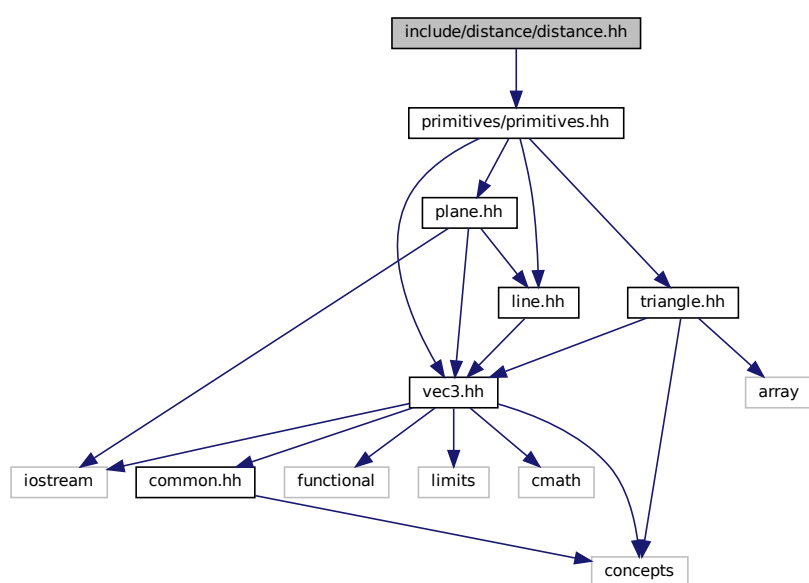 include/distance/distance.hh
primitives/primitives.hh
plane.hh
line.hh
triangle.hh
vec3.hh
array
iostream
common.hh
functional
limits
cmath
concepts